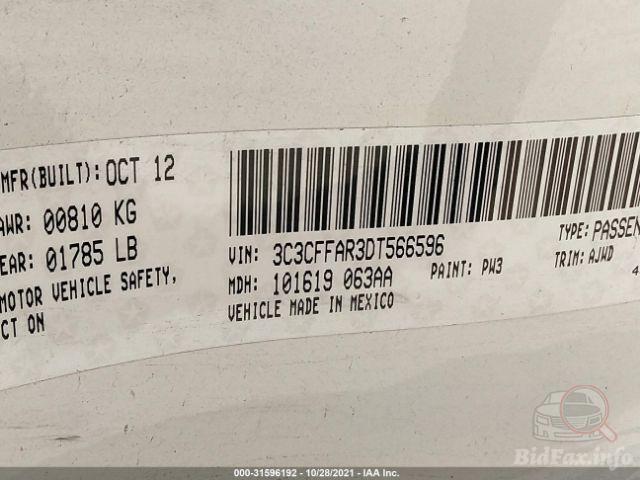 MFR(BUILT): OCT 12
AWR: 00810 KG
EAR: 01785 LB
MOTOR VEHICLE SAFETY,
CT ON
VIN: 3C3CFFAR3DT566596
TYPE: PASSEN
MDH: 101619 063AA
PAINT: PW3
TRIM: AJWD
VEHICLE MADE IN MEXICO
4
BidFax.info
000-31596192 - 10/28/2021 - IAA Inc.